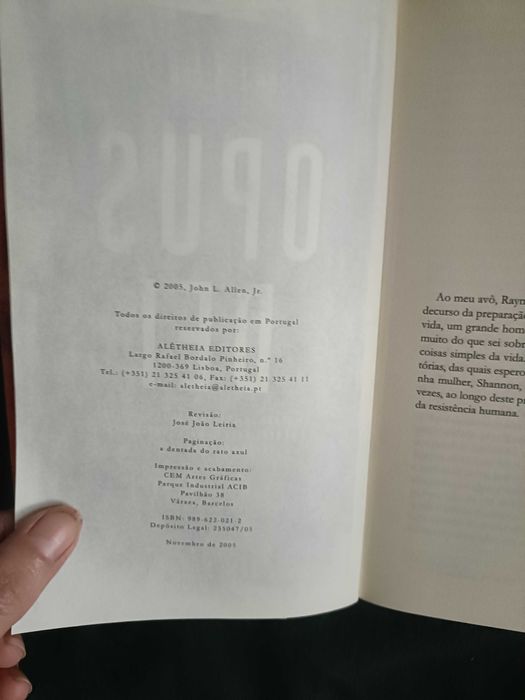 OPUS
© 2005, John L. Allen, Jr.
Todos os direitos de publicação em Portugal
reservados por:
ALÊTHEIA EDITORES
Largo Rafael Bordalo Pinheiro, n.º 16
1200-369 Lisboa, Portugal
Tel.: (+351) 21 325 41 06, Fax: (+351) 21 325 41 11
e-mail: aletheia@aletheia.pt
Revisão:
José João Leiria
Paginação:
a dentada do rato azul
Impressão e acabamento:
CEM Artes Gráficas
Parque Industrial ACIB
Pavilhão 38
Várzea, Barcelos
ISBN: 989-622-021-2
Depósito Legal: 235047/05
Novembro de 2005
Ao meu avô, Raym
decurso da preparação
vida, um grande hom
muito do que sei sobr
coisas simples da vida.
tórias, das quais espero
nha mulher, Shannon,
vezes, ao longo deste p
da resistência humana.